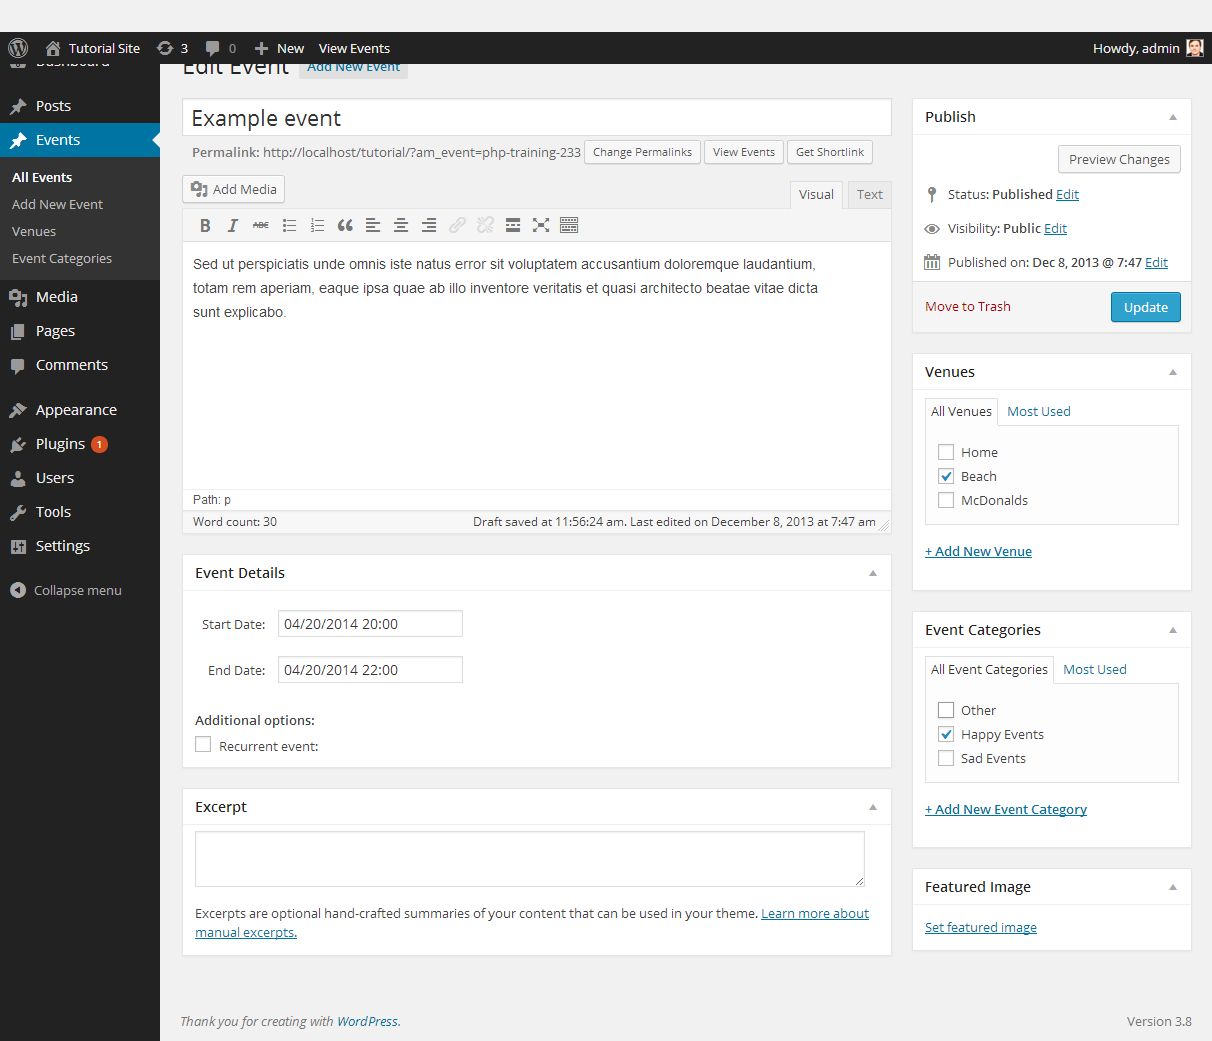 Tutorial Site 3 0 New View Events Howdy, admin
Dashboard
Posts
Events
All Events
Add New Event
Venues
Event Categories
Media
Pages
Comments
Appearance
Plugins 1
Users
Tools
Settings
Collapse menu
Edit Event Add New Event
Example event
Permalink: http://localhost/tutorial/?am_event=php-training-233 Change Permalinks View Events Get Shortlink
Add Media Visual Text
B I ABC
Sed ut perspiciatis unde omnis iste natus error sit voluptatem accusantium doloremque laudantium,
totam rem aperiam, eaque ipsa quae ab illo inventore veritatis et quasi architecto beatae vitae dicta
sunt explicabo.
Path: p
Word count: 30 Draft saved at 11:56:24 am. Last edited on December 8, 2013 at 7:47 am
Event Details
Start Date: 04/20/2014 20:00
End Date: 04/20/2014 22:00
Additional options:
Recurrent event:
Excerpt
Excerpts are optional hand-crafted summaries of your content that can be used in your theme. Learn more about
manual excerpts.
Publish
Preview Changes
Status: Published Edit
Visibility: Public Edit
Published on: Dec 8, 2013 @ 7:47 Edit
Move to Trash Update
Venues
All Venues Most Used
Home
Beach
McDonalds
+ Add New Venue
Event Categories
All Event Categories Most Used
Other
Happy Events
Sad Events
+ Add New Event Category
Featured Image
Set featured image
Thank you for creating with WordPress. Version 3.8